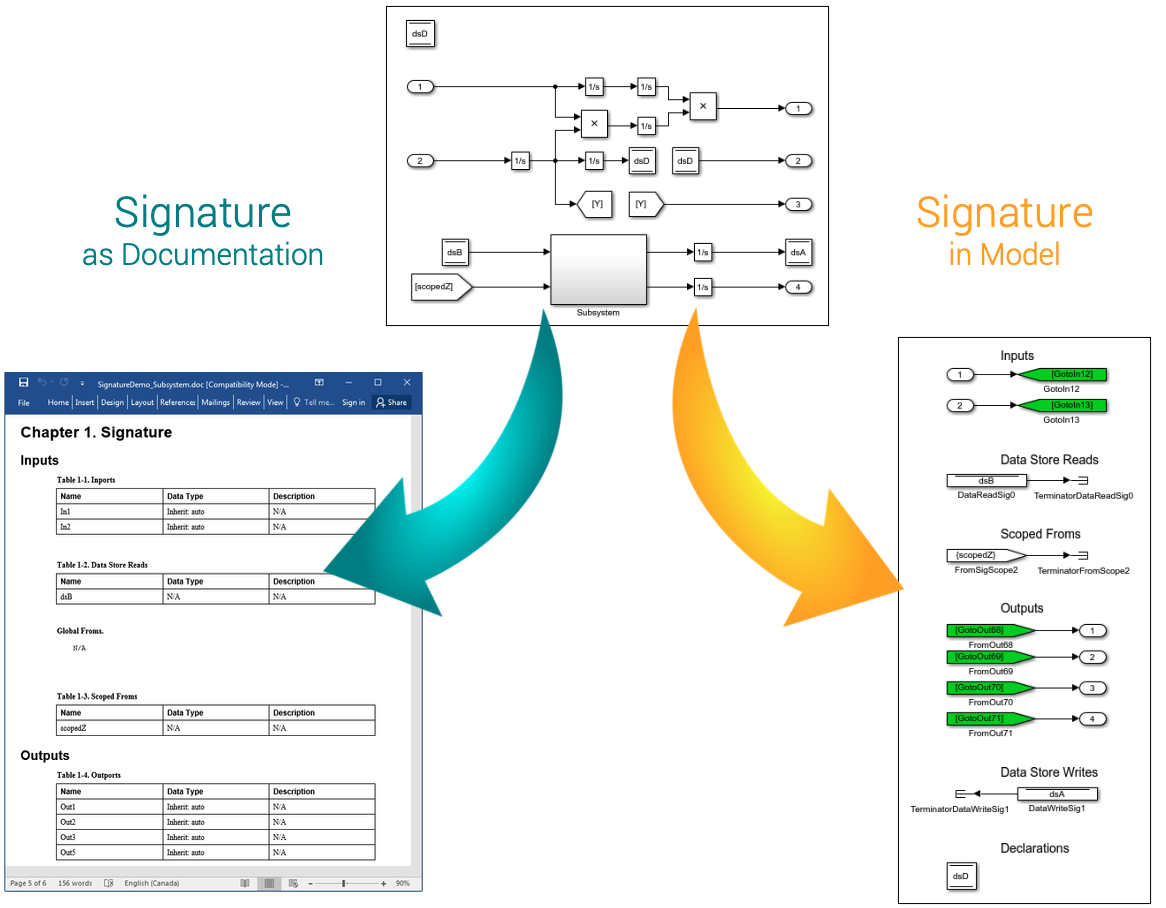 dsD
1
1/s
1/s
×
1
×
1/s
2
1/s
1/s
dsD
dsD
2
[Y]
[Y]
3
dsB
1/s
dsA
[scopedZ]
1/s
4
Subsystem
Signature
as Documentation
Signature
in Model
SignatureDemo_Subsystem.doc [Compatibility Mode] -...
File Home Insert Design Layout References Mailings Review View Tell me... Sign in Share
Chapter 1. Signature
Inputs
Table 1-1. Inports
Name Data Type Description
In1 Inherit: auto N/A
In2 Inherit: auto N/A
Table 1-2. Data Store Reads
Name Data Type Description
dsB N/A N/A
Global Froms.
N/A
Table 1-3. Scoped Froms
Name Data Type Description
scopedZ N/A N/A
Outputs
Table 1-4. Outports
Name Data Type Description
Out1 Inherit: auto N/A
Out2 Inherit: auto N/A
Out3 Inherit: auto N/A
Out5 Inherit: auto N/A
Page 5 of 6 156 words English (Canada) 90%
Inputs
1 [GotoIn12]
GotoIn12
2 [GotoIn13]
GotoIn13
Data Store Reads
dsB
DataReadSig0 TerminatorDataReadSig0
Scoped Froms
{scopedZ}
FromSigScope2 TerminatorFromScope2
Outputs
[GotoOut68] 1
FromOut68
[GotoOut69] 2
FromOut69
[GotoOut70] 3
FromOut70
[GotoOut71] 4
FromOut71
Data Store Writes
dsA
TerminatorDataWriteSig1 DataWriteSig1
Declarations
dsD